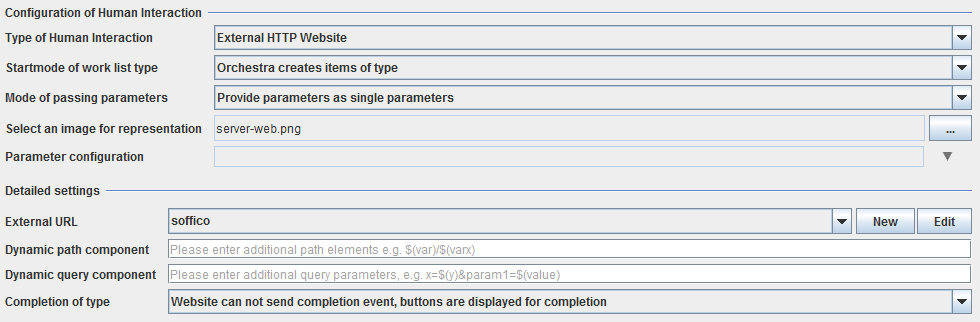 Configuration of Human Interaction
Type of Human Interaction External HTTP Website
Startmode of work list type Orchestra creates items of type
Mode of passing parameters Provide parameters as single parameters
Select an image for representation server-web.png ...
Parameter configuration
Detailed settings
External URL soffico New Edit
Dynamic path component Please enter additional path elements e.g. $(var)/$(varx)
Dynamic query component Please enter additional query parameters, e.g. x=$(y)&param1=$(value)
Completion of type Website can not send completion event, buttons are displayed for completion